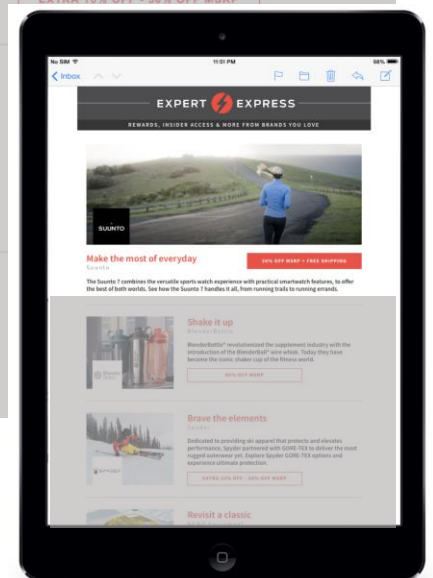 EXTRA 10% OFF - 50% OFF MSRP
No SIM
11:01 PM
Inbox
EXPERT EXPRESS
REWARDS, INSIDER ACCESS & MORE FROM BRANDS YOU LOVE
SUUNTO
Make the most of everyday
Suunto
50% OFF MSRP + FREE SHIPPING
The Suunto 7 combines the versatile sports watch experience with practical smartwatch features, to offer
the best of both worlds. See how the Suunto 7 handles it all, from running trails to running errands.
Shake it up
BlenderBottle
BlenderBottle® revolutionized the supplement industry with the
introduction of the BlenderBall® wire whisk. Today they have
become the iconic shaker cup of the fitness world.
Brave the elements
Spyder
Dedicated to providing ski apparel that protects and elevates
performance, Spyder partnered with GORE-TEX to deliver the most
rugged outerwear yet. Explore Spyder GORE-TEX options and
experience ultimate protection.
EXTRA 10% OFF - 50% OFF MSRP
Revisit a classic